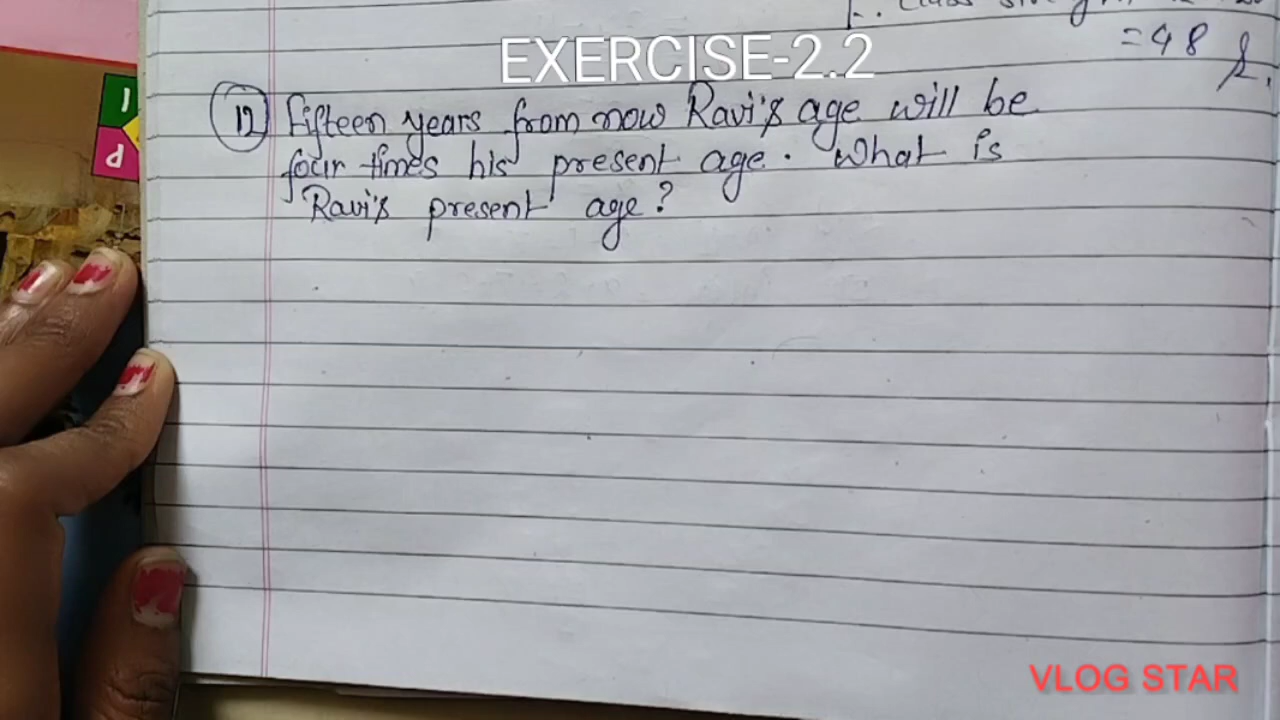 = 48
EXERCISE-2.2
12 Fifteen years from now Ravi's age will be
four times his present age. What is
Ravi's present age?
VLOG STAR